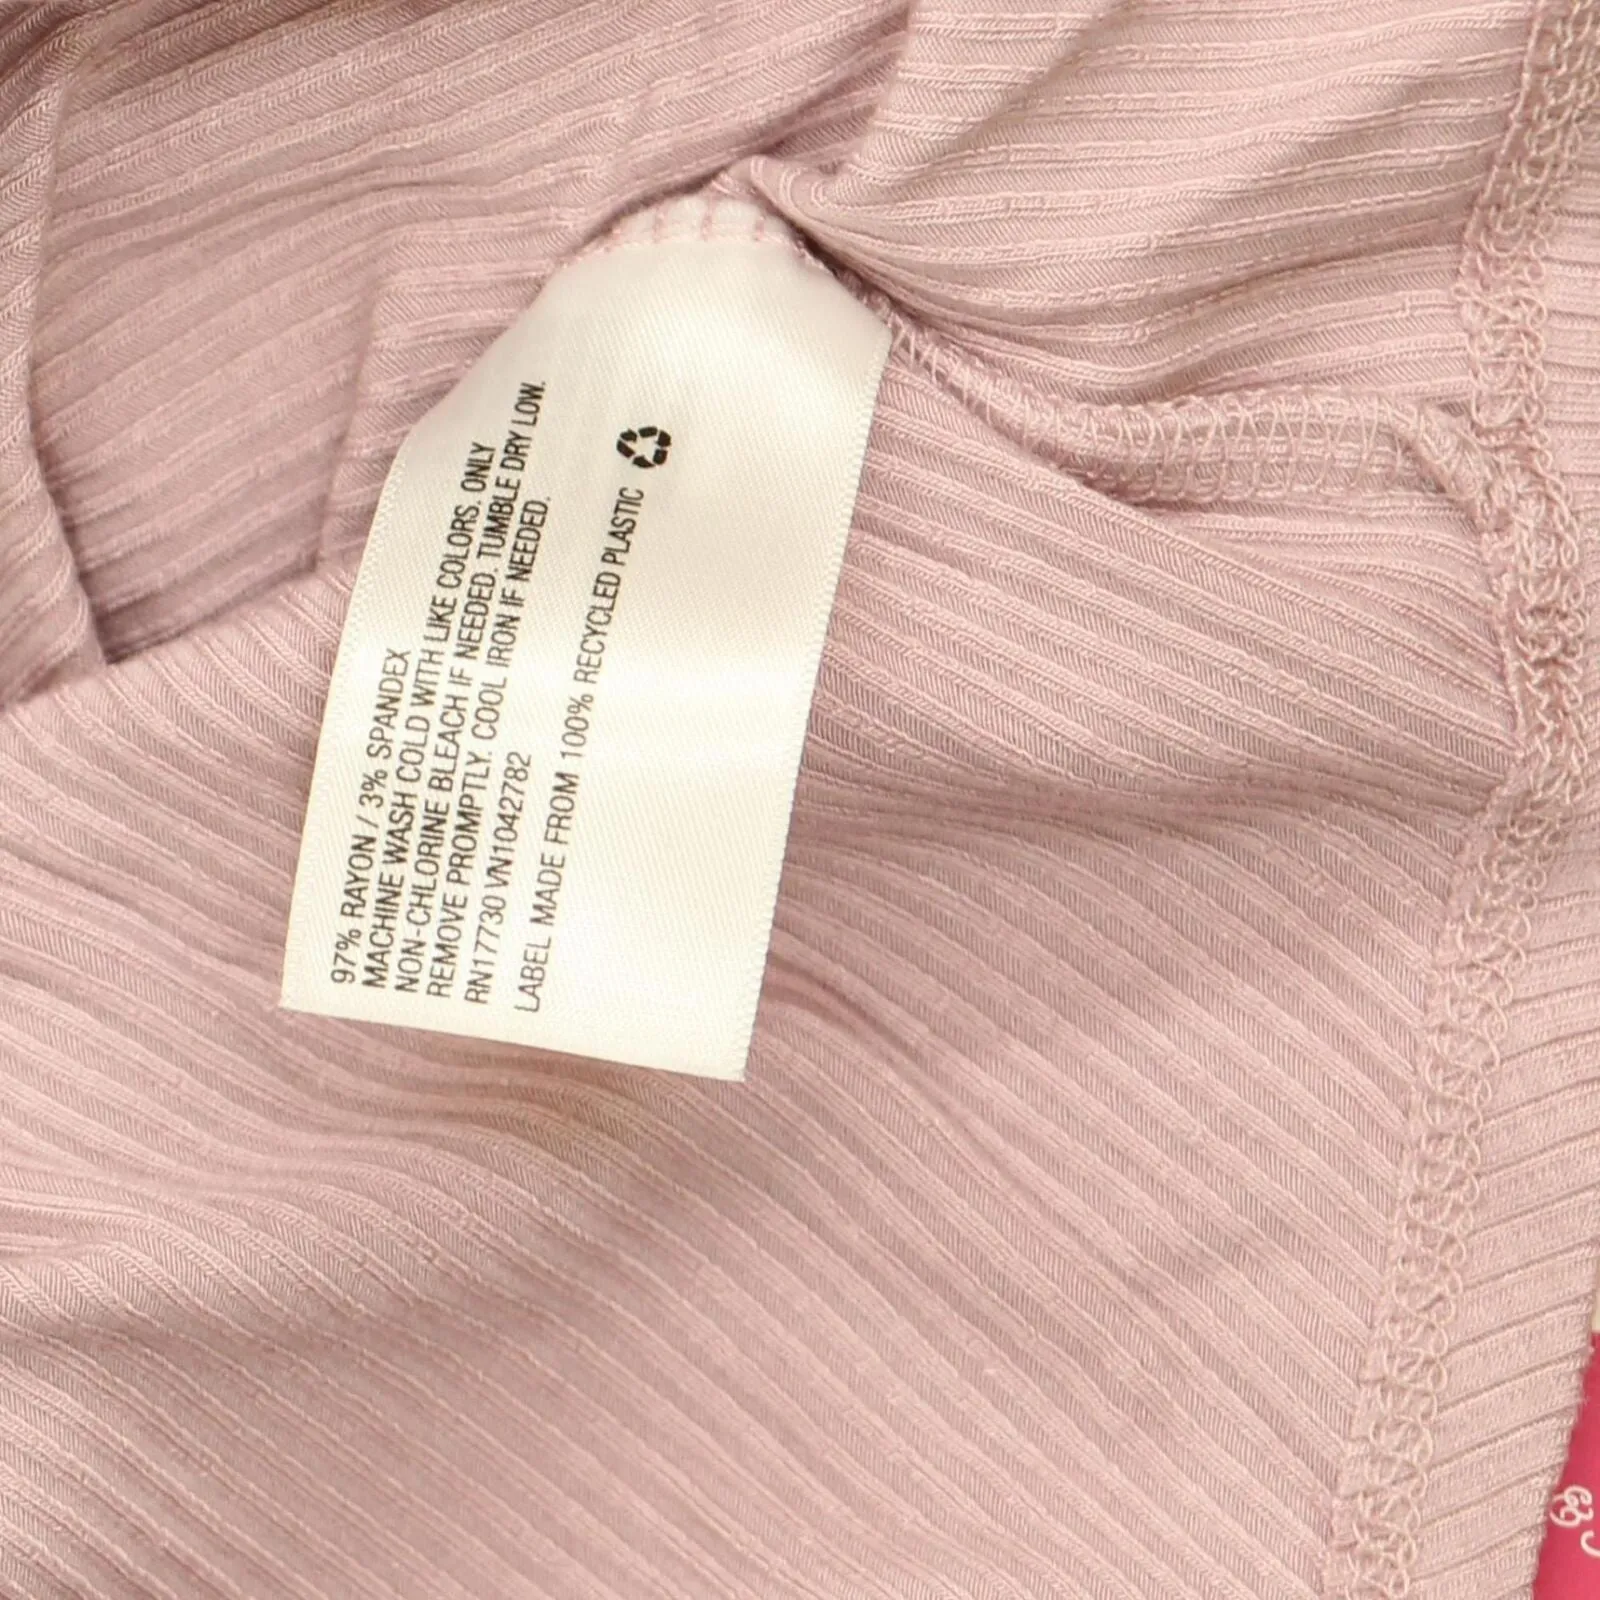 97% RAYON / 3% SPANDEX
MACHINE WASH COLD WITH LIKE COLORS. ONLY
NON-CHLORINE BLEACH IF NEEDED. TUMBLE DRY LOW.
REMOVE PROMPTLY. COOL IRON IF NEEDED.
RN17730 VN1042782
LABEL MADE FROM 100% RECYCLED PLASTIC